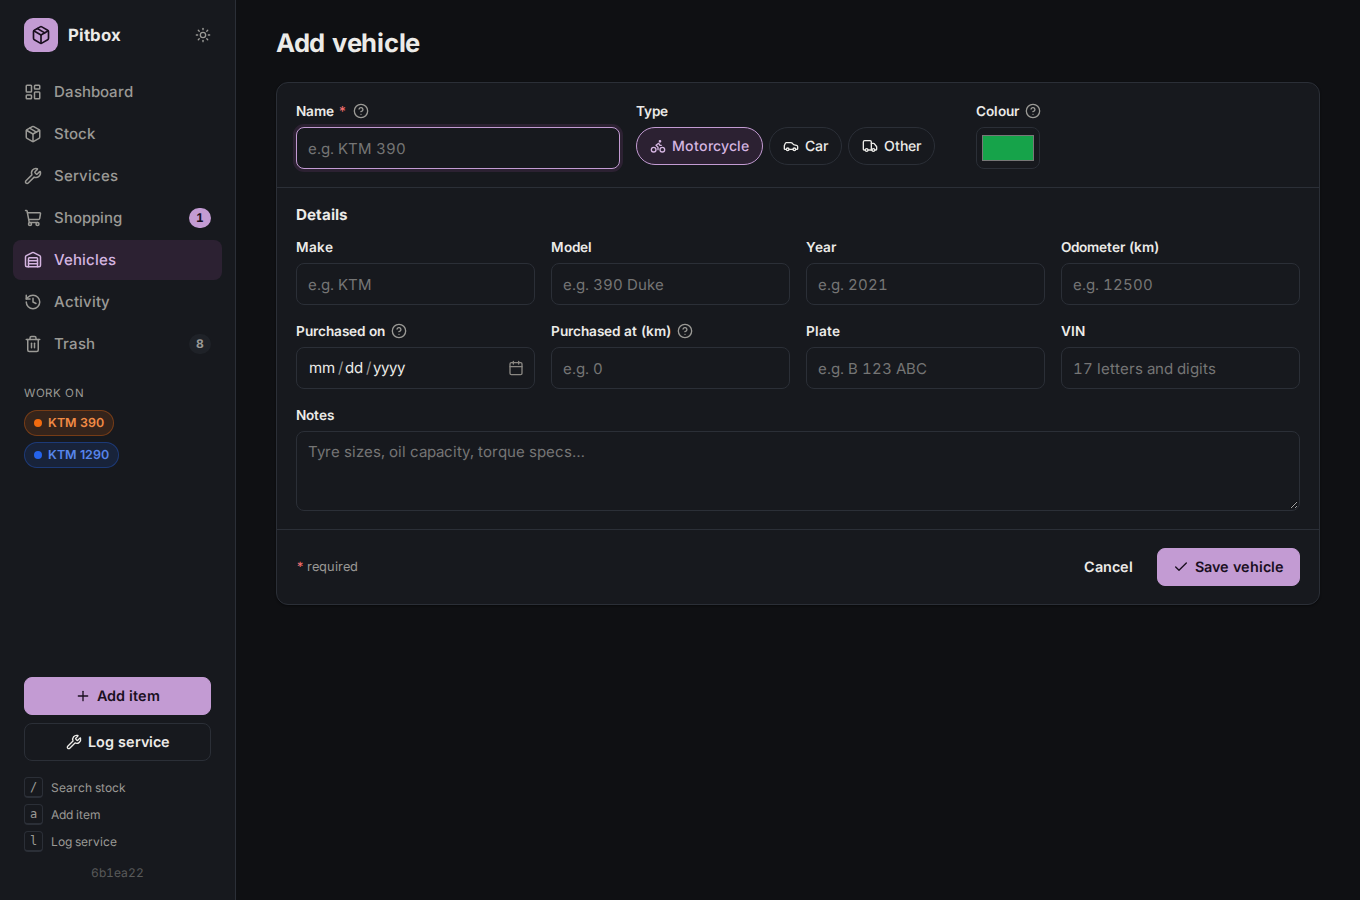 Pitbox
Dashboard
Stock
Services
Shopping 1
Vehicles
Activity
Trash 8
WORK ON
KTM 390
KTM 1290
Add item
Log service
/ Search stock
a Add item
l Log service
6b1ea22
Add vehicle
Name * Type Colour
e.g. KTM 390 Motorcycle Car Other
Details
Make Model Year Odometer (km)
e.g. KTM e.g. 390 Duke e.g. 2021 e.g. 12500
Purchased on Purchased at (km) Plate VIN
mm/dd/yyyy e.g. 0 e.g. B 123 ABC 17 letters and digits
Notes
Tyre sizes, oil capacity, torque specs...
* required Cancel Save vehicle